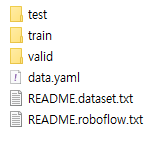 test
train
valid
data.yaml
README.dataset.txt
README.roboflow.txt